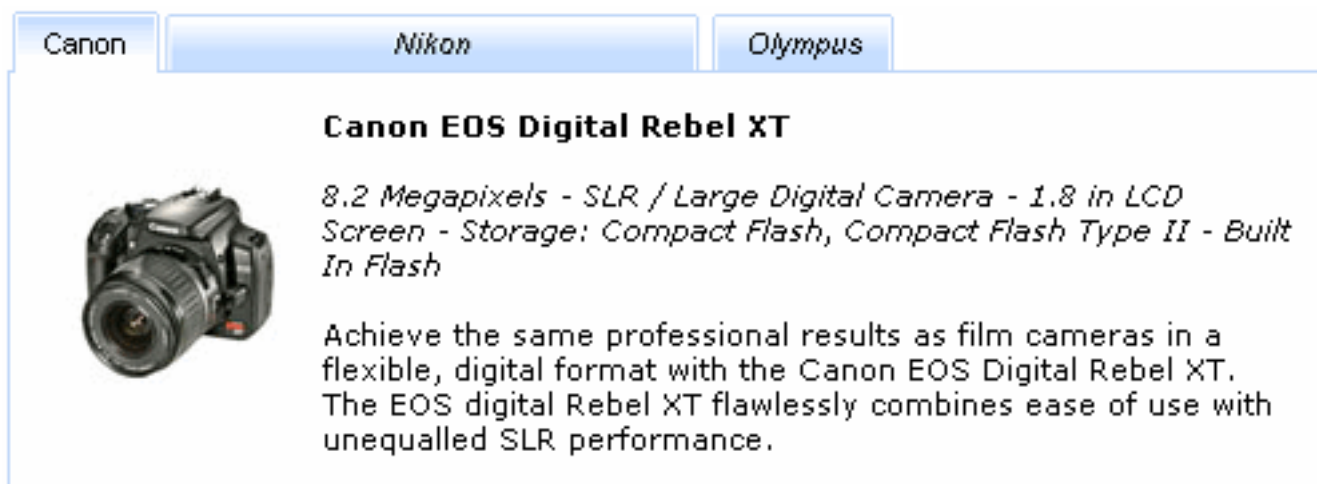 Canon Nikon Olympus
Canon EOS Digital Rebel XT
8.2 Megapixels - SLR / Large Digital Camera - 1.8 in LCD
Screen - Storage: Compact Flash, Compact Flash Type II - Built
In Flash
Achieve the same professional results as film cameras in a
flexible, digital format with the Canon EOS Digital Rebel XT.
The EOS digital Rebel XT flawlessly combines ease of use with
unequalled SLR performance.